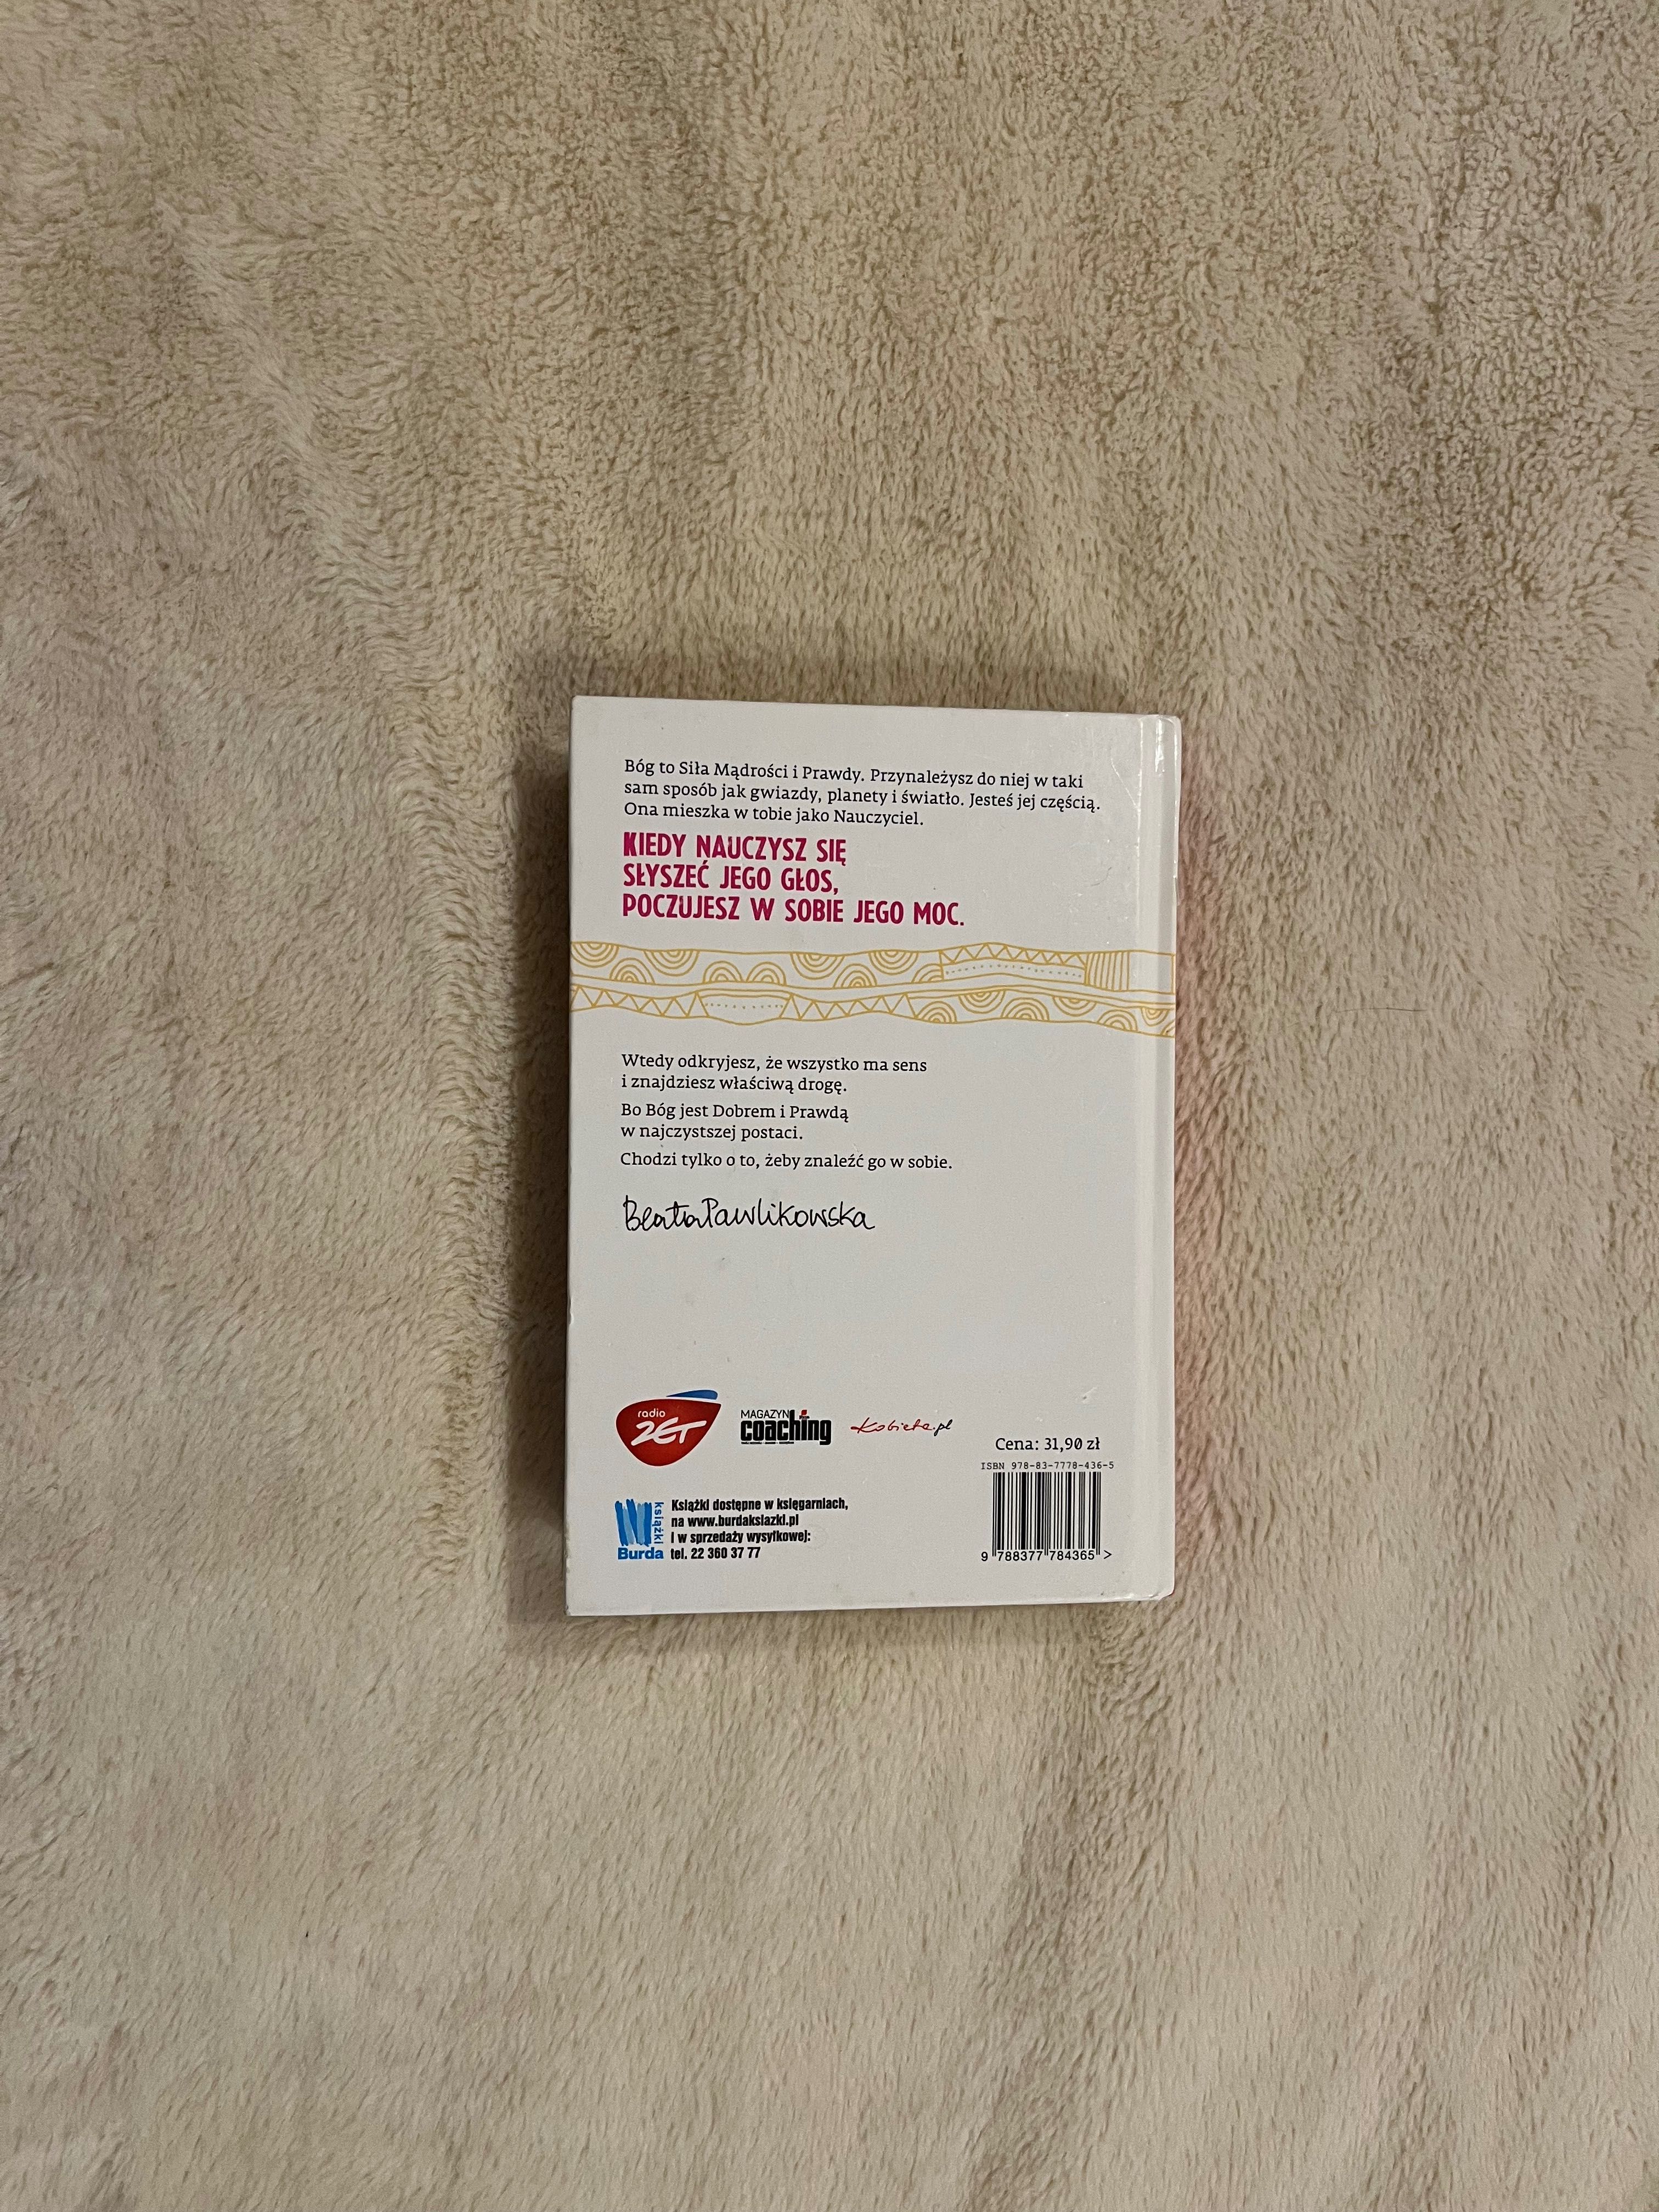 Bóg to Siła Mądrości i Prawdy. Przynależysz do niej w taki
sam sposób jak gwiazdy, planety i światło. Jesteś jej częścią.
Ona mieszka w tobie jako Nauczyciel.
KIEDY NAUCZYSZ SIĘ
SŁYSZEĆ JEGO GŁOS,
POCZUJESZ W SOBIE JEGO MOC.
Wtedy odkryjesz, że wszystko ma sens
i znajdziesz właściwą drogę.
Bo Bóg jest Dobrem i Prawdą
w najczystszej postaci.
Chodzi tylko o to, żeby znaleźć go w sobie.
Beata Pawlikowska
radio
ZET
MAGAZYN
coaching
Kobieta.pl
Cena: 31,90 zł
ISBN 978-83-7778-436-5
9 788377 784365 >
książki
Burda
Książki dostępne w księgarniach,
na www.burdaksiazki.pl
i w sprzedaży wysyłkowej:
tel. 22 360 37 77